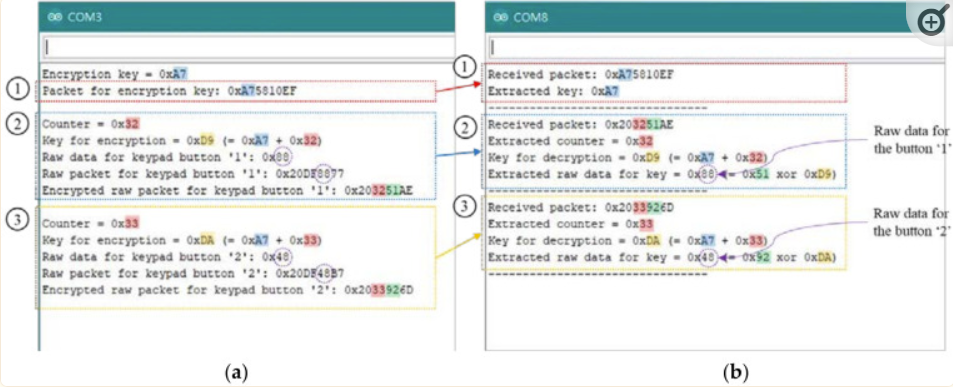 (a)
COM3
Encryption key = 0xA7
① Packet for encryption key: 0xA75810EF
② Counter = 0x32
Key for encryption = 0xD9 (= 0xA7 + 0x32)
Raw data for keypad button '1': 0x88
Raw packet for keypad button '1': 0x20DF8877
Encrypted raw packet for keypad button '1': 0x203251AE
③ Counter = 0x33
Key for encryption = 0xDA (= 0xA7 + 0x33)
Raw data for keypad button '2': 0x48
Raw packet for keypad button '2': 0x20DF48B7
Encrypted raw packet for keypad button '2': 0x2033926D
(b)
COM8
① Received packet: 0xA75810EF
Extracted key: 0xA7
② Received packet: 0x203251AE
Extracted counter = 0x32
Key for decryption = 0xD9 (= 0xA7 + 0x32)
Extracted raw data for key = 0x88 (= 0x51 xor 0xD9)
Raw data for
the button '1'
③ Received packet: 0x2033926D
Extracted counter = 0x33
Key for decryption = 0xDA (= 0xA7 + 0x33)
Extracted raw data for key = 0x48 (= 0x92 xor 0xDA)
Raw data for
the button '2'
(a)
(b)